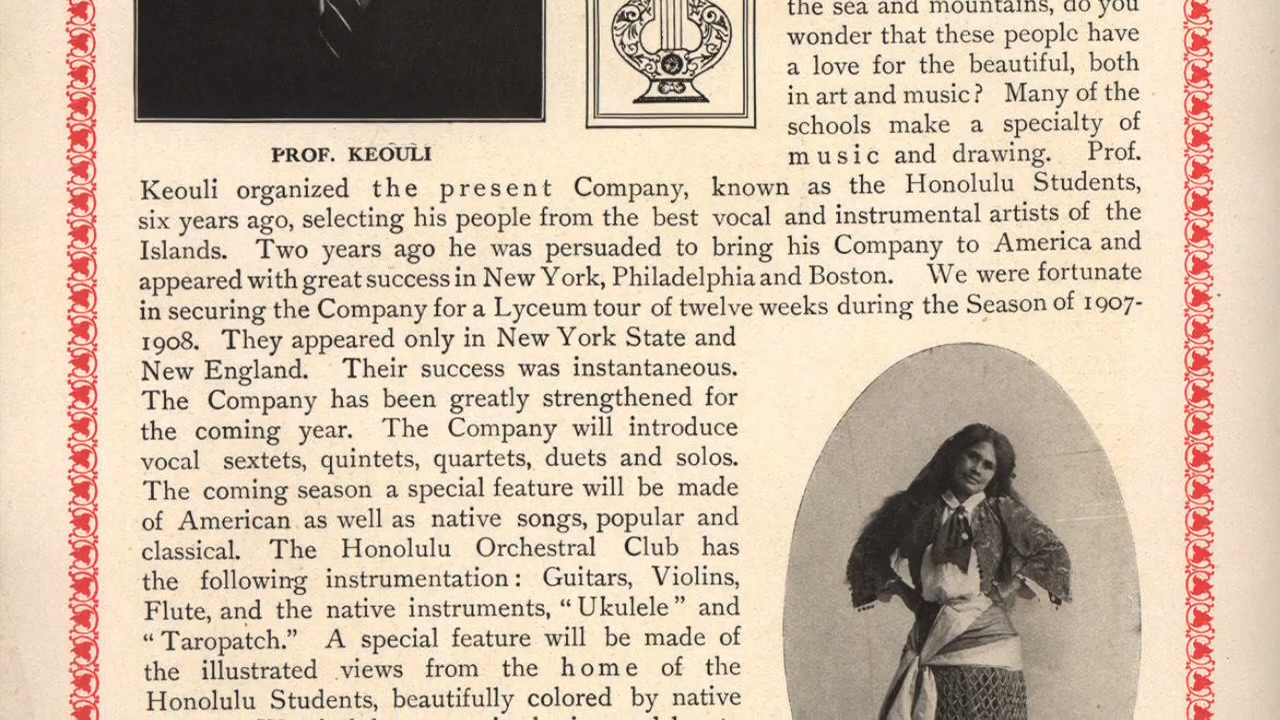 the sea and mountains, do you
wonder that these people have
a love for the beautiful, both
in art and music? Many of the
schools make a specialty of
music and drawing. Prof.
PROF. KEOULI
Keouli organized the present Company, known as the Honolulu Students,
six years ago, selecting his people from the best vocal and instrumental artists of the
Islands. Two years ago he was persuaded to bring his Company to America and
appeared with great success in New York, Philadelphia and Boston. We were fortunate
in securing the Company for a Lyceum tour of twelve weeks during the Season of 1907-
1908. They appeared only in New York State and
New England. Their success was instantaneous.
The Company has been greatly strengthened for
the coming year. The Company will introduce
vocal sextets, quintets, quartets, duets and solos.
The coming season a special feature will be made
of American as well as native songs, popular and
classical. The Honolulu Orchestral Club has
the following instrumentation: Guitars, Violins,
Flute, and the native instruments, "Ukulele" and
"Taropatch." A special feature will be made of
the illustrated views from the home of the
Honolulu Students, beautifully colored by native